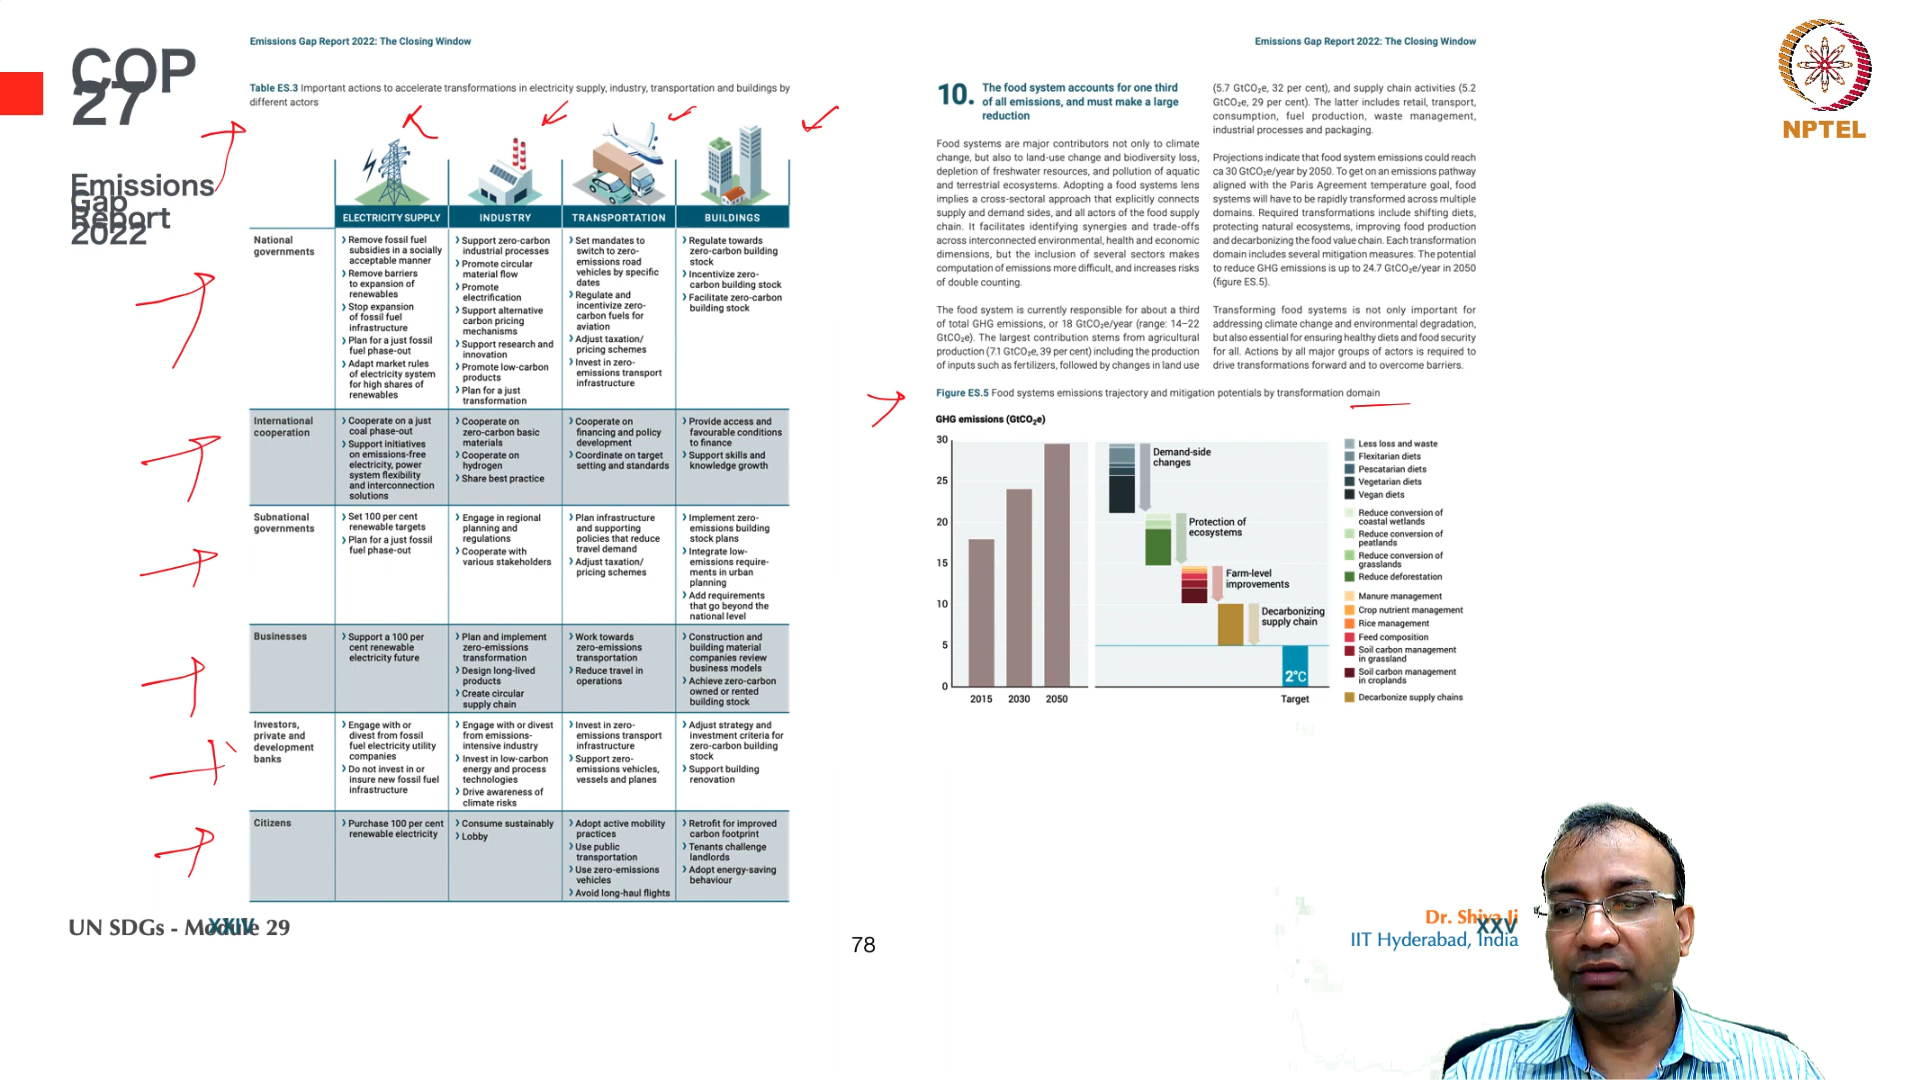 COP
27
Emissions
Gap
Report
2022
Emissions Gap Report 2022: The Closing Window
Table ES.3 Important actions to accelerate transformations in electricity supply, industry, transportation and buildings by
different actors
ELECTRICITY SUPPLY
INDUSTRY
TRANSPORTATION
BUILDINGS
National
governments
› Remove fossil fuel
subsidies in a socially
acceptable manner
› Remove barriers
to expansion of
renewables
› Stop expansion
of fossil fuel
infrastructure
› Plan for a just fossil
fuel phase-out
› Adapt market rules
of electricity system
for high shares of
renewables
› Support zero-carbon
industrial processes
› Promote circular
material flow
› Promote
electrification
› Support alternative
carbon pricing
mechanisms
› Support research and
innovation
› Promote low-carbon
products
› Plan for a just
transformation
› Set mandates to
switch to zero-
emissions road
vehicles by specific
dates
› Regulate and
incentivize zero-
carbon fuels for
aviation
› Adjust taxation/
pricing schemes
› Invest in zero-
emissions transport
infrastructure
› Regulate towards
zero-carbon building
stock
› Incentivize zero-
carbon building stock
› Facilitate zero-carbon
building stock
International
cooperation
› Cooperate on a just
coal phase-out
› Support initiatives
on emissions-free
electricity, power
system flexibility
and interconnection
solutions
› Cooperate on
zero-carbon basic
materials
› Cooperate on
hydrogen
› Share best practice
› Cooperate on
financing and policy
development
› Coordinate on target
setting and standards
› Provide access and
favourable conditions
to finance
› Support skills and
knowledge growth
Subnational
governments
› Set 100 per cent
renewable targets
› Plan for a just fossil
fuel phase-out
› Engage in regional
planning and
regulations
› Cooperate with
various stakeholders
› Plan infrastructure
and supporting
policies that reduce
travel demand
› Adjust taxation/
pricing schemes
› Implement zero-
emissions building
stock plans
› Integrate low-
emissions require-
ments in urban
planning
› Add requirements
that go beyond the
national level
Businesses
› Support a 100 per
cent renewable
electricity future
› Plan and implement
zero-emissions
transformation
› Design long-lived
products
› Create circular
supply chain
› Work towards
zero-emissions
transportation
› Reduce travel in
operations
› Construction and
building material
companies review
business models
› Achieve zero-carbon
owned or rented
building stock
Investors,
private and
development
banks
› Engage with or
divest from fossil
fuel electricity utility
companies
› Do not invest in or
insure new fossil fuel
infrastructure
› Engage with or divest
from emissions-
intensive industry
› Invest in low-carbon
energy and process
technologies
› Drive awareness of
climate risks
› Invest in zero-
emissions transport
infrastructure
› Support zero-
emissions vehicles,
vessels and planes
› Adjust strategy and
investment criteria for
zero-carbon building
stock
› Support building
renovation
Citizens
› Purchase 100 per cent
renewable electricity
› Consume sustainably
› Lobby
› Adopt active mobility
practices
› Use public
transportation
› Use zero-emissions
vehicles
› Avoid long-haul flights
› Retrofit for improved
carbon footprint
› Tenants challenge
landlords
› Adopt energy-saving
behaviour
Emissions Gap Report 2022: The Closing Window
10. The food system accounts for one third
of all emissions, and must make a large
reduction
Food systems are major contributors not only to climate
change, but also to land-use change and biodiversity loss,
depletion of freshwater resources, and pollution of aquatic
and terrestrial ecosystems. Adopting a food systems lens
implies a cross-sectoral approach that explicitly connects
supply and demand sides, and all actors of the food supply
chain. It facilitates identifying synergies and trade-offs
across interconnected environmental, health and economic
dimensions, but the inclusion of several sectors makes
computation of emissions more difficult, and increases risks
of double counting.
The food system is currently responsible for about a third
of total GHG emissions, or 18 GtCO₂e/year (range: 14–22
GtCO₂e). The largest contribution stems from agricultural
production (7.1 GtCO₂e, 39 per cent) including the production
of inputs such as fertilizers, followed by changes in land use
(5.7 GtCO₂e, 32 per cent), and supply chain activities (5.2
GtCO₂e, 29 per cent). The latter includes retail, transport,
consumption, fuel production, waste management,
industrial processes and packaging.
Projections indicate that food system emissions could reach
ca 30 GtCO₂e/year by 2050. To get on an emissions pathway
aligned with the Paris Agreement temperature goal, food
systems will have to be rapidly transformed across multiple
domains. Required transformations include shifting diets,
protecting natural ecosystems, improving food production
and decarbonizing the food value chain. Each transformation
domain includes several mitigation measures. The potential
to reduce GHG emissions is up to 24.7 GtCO₂e/year in 2050
(figure ES.5).
Transforming food systems is not only important for
addressing climate change and environmental degradation,
but also essential for ensuring healthy diets and food security
for all. Actions by all major groups of actors is required to
drive transformations forward and to overcome barriers.
Figure ES.5 Food systems emissions trajectory and mitigation potentials by transformation domain
GHG emissions (GtCO₂e)
30
25
20
15
10
5
0
2015
2030
2050
Demand-side
changes
Protection of
ecosystems
Farm-level
improvements
Decarbonizing
supply chain
2°C
Target
Less loss and waste
Flexitarian diets
Pescatarian diets
Vegetarian diets
Vegan diets
Reduce conversion of
coastal wetlands
Reduce conversion of
peatlands
Reduce conversion of
grasslands
Reduce deforestation
Manure management
Crop nutrient management
Rice management
Feed composition
Soil carbon management
in grassland
Soil carbon management
in croplands
Decarbonize supply chains
NPTEL
UN SDGs - Module 29
XXIV
78
Dr. Shiva Ji
XXV
IIT Hyderabad, India